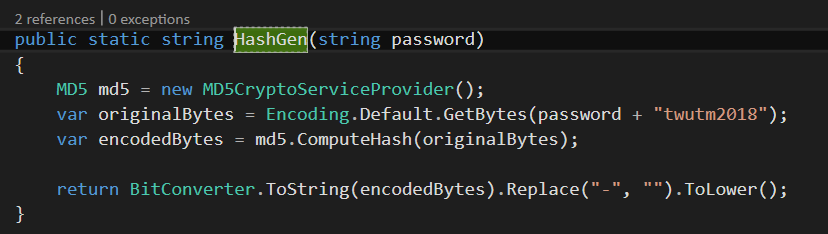 2 references | 0 exceptions
public static string HashGen(string password)
{
    MD5 md5 = new MD5CryptoServiceProvider();
    var originalBytes = Encoding.Default.GetBytes(password + "twutm2018");
    var encodedBytes = md5.ComputeHash(originalBytes);
    return BitConverter.ToString(encodedBytes).Replace("-", "").ToLower();
}